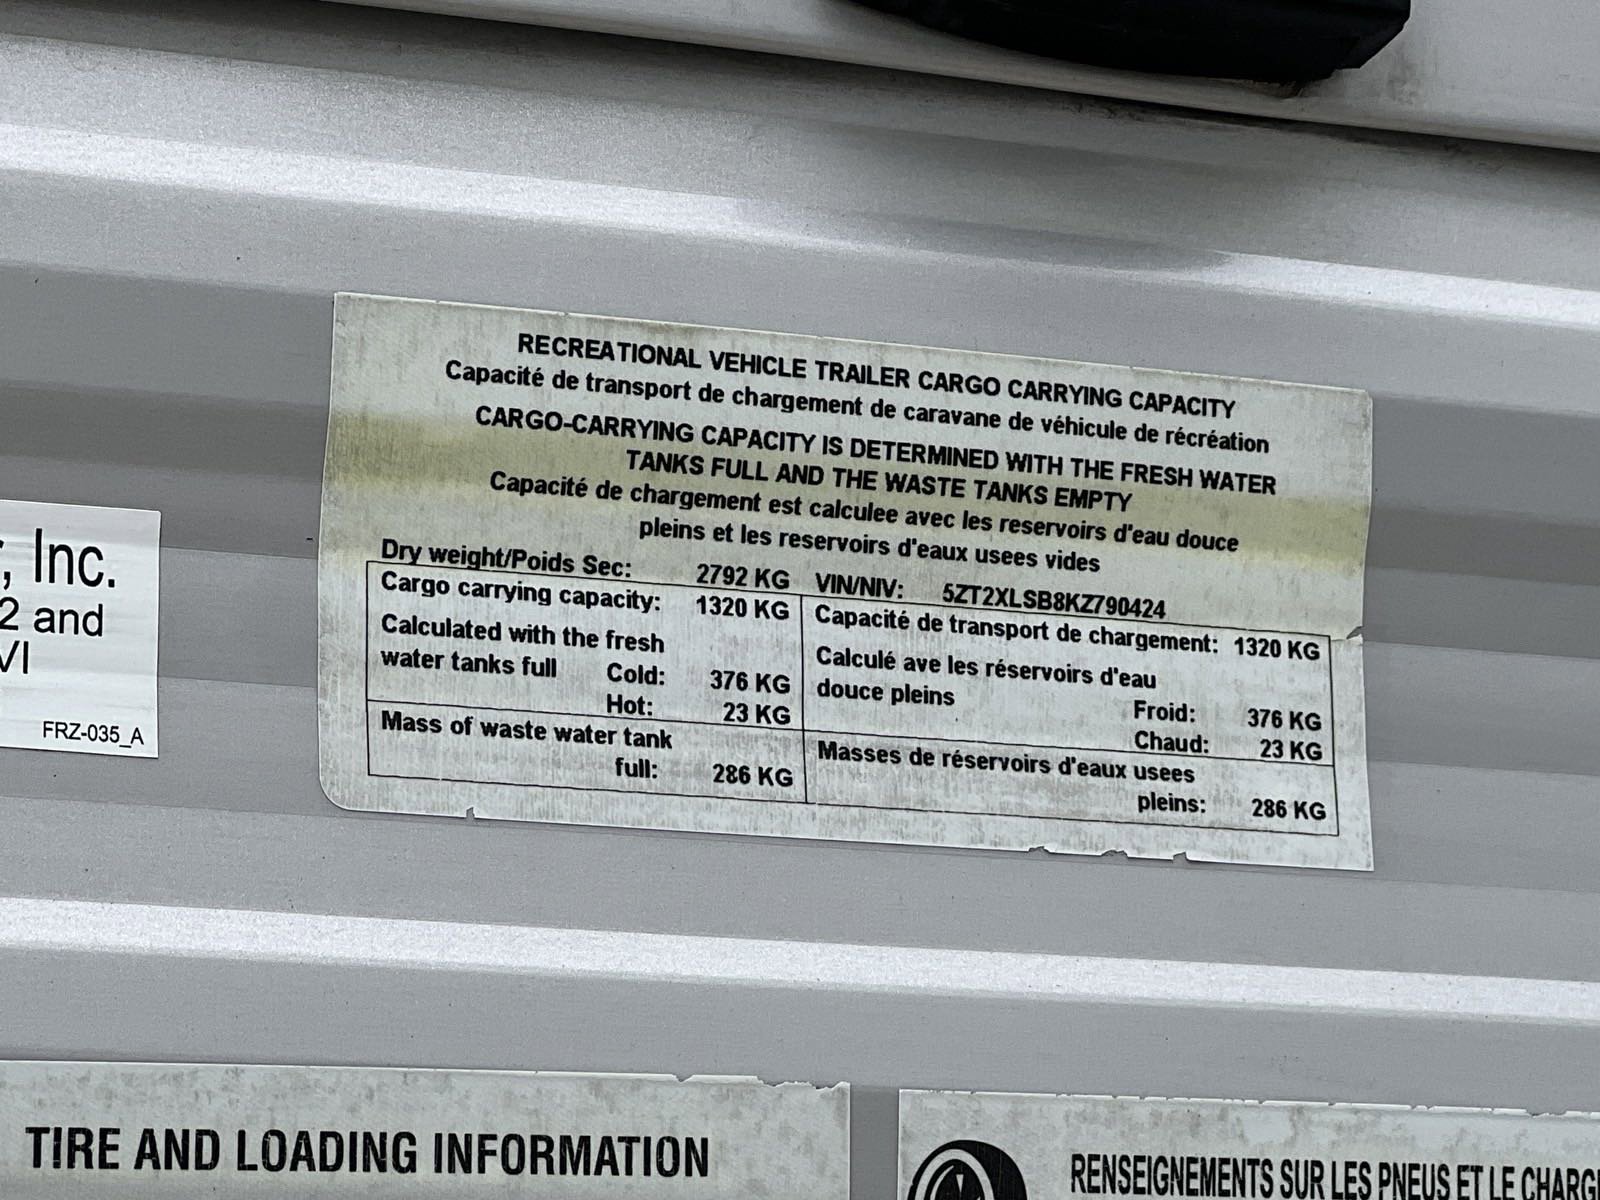 RECREATIONAL VEHICLE TRAILER CARGO CARRYING CAPACITY
Capacité de transport de chargement de caravane de véhicule de récréation
CARGO-CARRYING CAPACITY IS DETERMINED WITH THE FRESH WATER
TANKS FULL AND THE WASTE TANKS EMPTY
Capacité de chargement est calculee avec les reservoirs d'eau douce
pleins et les reservoirs d'eaux usees vides
Dry weight/Poids Sec: 2792 KG VIN/NIV: 5ZT2XLSB8KZ790424
Cargo carrying capacity: 1320 KG
Calculated with the fresh
water tanks full Cold: 376 KG
Hot: 23 KG
Mass of waste water tank
full: 286 KG
Capacité de transport de chargement: 1320 KG
Calculé ave les réservoirs d'eau
douce pleins
Froid: 376 KG
Chaud: 23 KG
Masses de réservoirs d'eaux usees
pleins: 286 KG
, Inc.
2 and
VI
FRZ-035_A
TIRE AND LOADING INFORMATION
RENSEIGNEMENTS SUR LES PNEUS ET LE CHARG